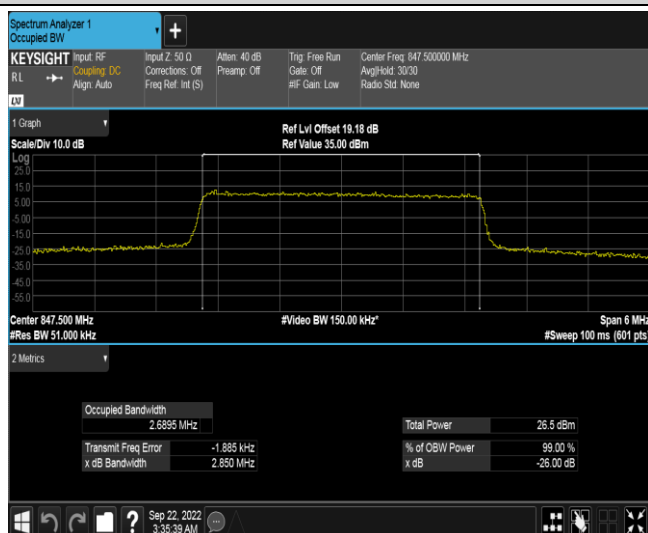 Spectrum Analyzer 1
Occupied BW
+
KEYSIGHT Input: RF Input Z: 50 Ω Atten: 40 dB Trig: Free Run Center Freq: 847.500000 MHz
RL Coupling: DC Corrections: Off Preamp: Off Gate: Off Avg|Hold: 30/30
Align: Auto Freq Ref: Int (S) #IF Gain: Low Radio Std: None
LXI
1 Graph Ref Lvl Offset 19.18 dB
Scale/Div 10.0 dB Ref Value 35.00 dBm
Log
25.0
15.0
5.00
-5.00
-15.0
-25.0
-35.0
-45.0
-55.0
Center 847.500 MHz #Video BW 150.00 kHz* Span 6 MHz
#Res BW 51.000 kHz #Sweep 100 ms (601 pts)
2 Metrics
Occupied Bandwidth
2.6895 MHz Total Power 26.5 dBm
Transmit Freq Error -1.885 kHz % of OBW Power 99.00 %
x dB Bandwidth 2.850 MHz x dB -26.00 dB
? Sep 22, 2022
3:35:39 AM